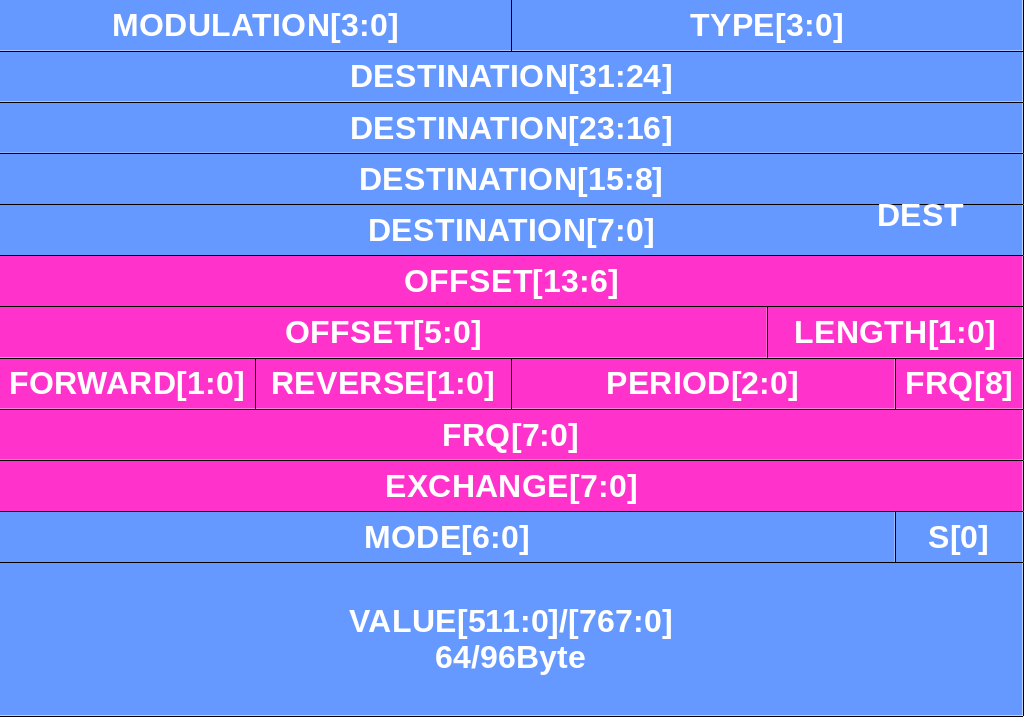 MODULATION[3:0] TYPE[3:0]
DESTINATION[31:24]
DESTINATION[23:16]
DESTINATION[15:8]
DEST
DESTINATION[7:0]
OFFSET[13:6]
OFFSET[5:0] LENGTH[1:0]
FORWARD[1:0] REVERSE[1:0] PERIOD[2:0] FRQ[8]
FRQ[7:0]
EXCHANGE[7:0]
MODE[6:0] S[0]
VALUE[511:0]/[767:0]
64/96Byte